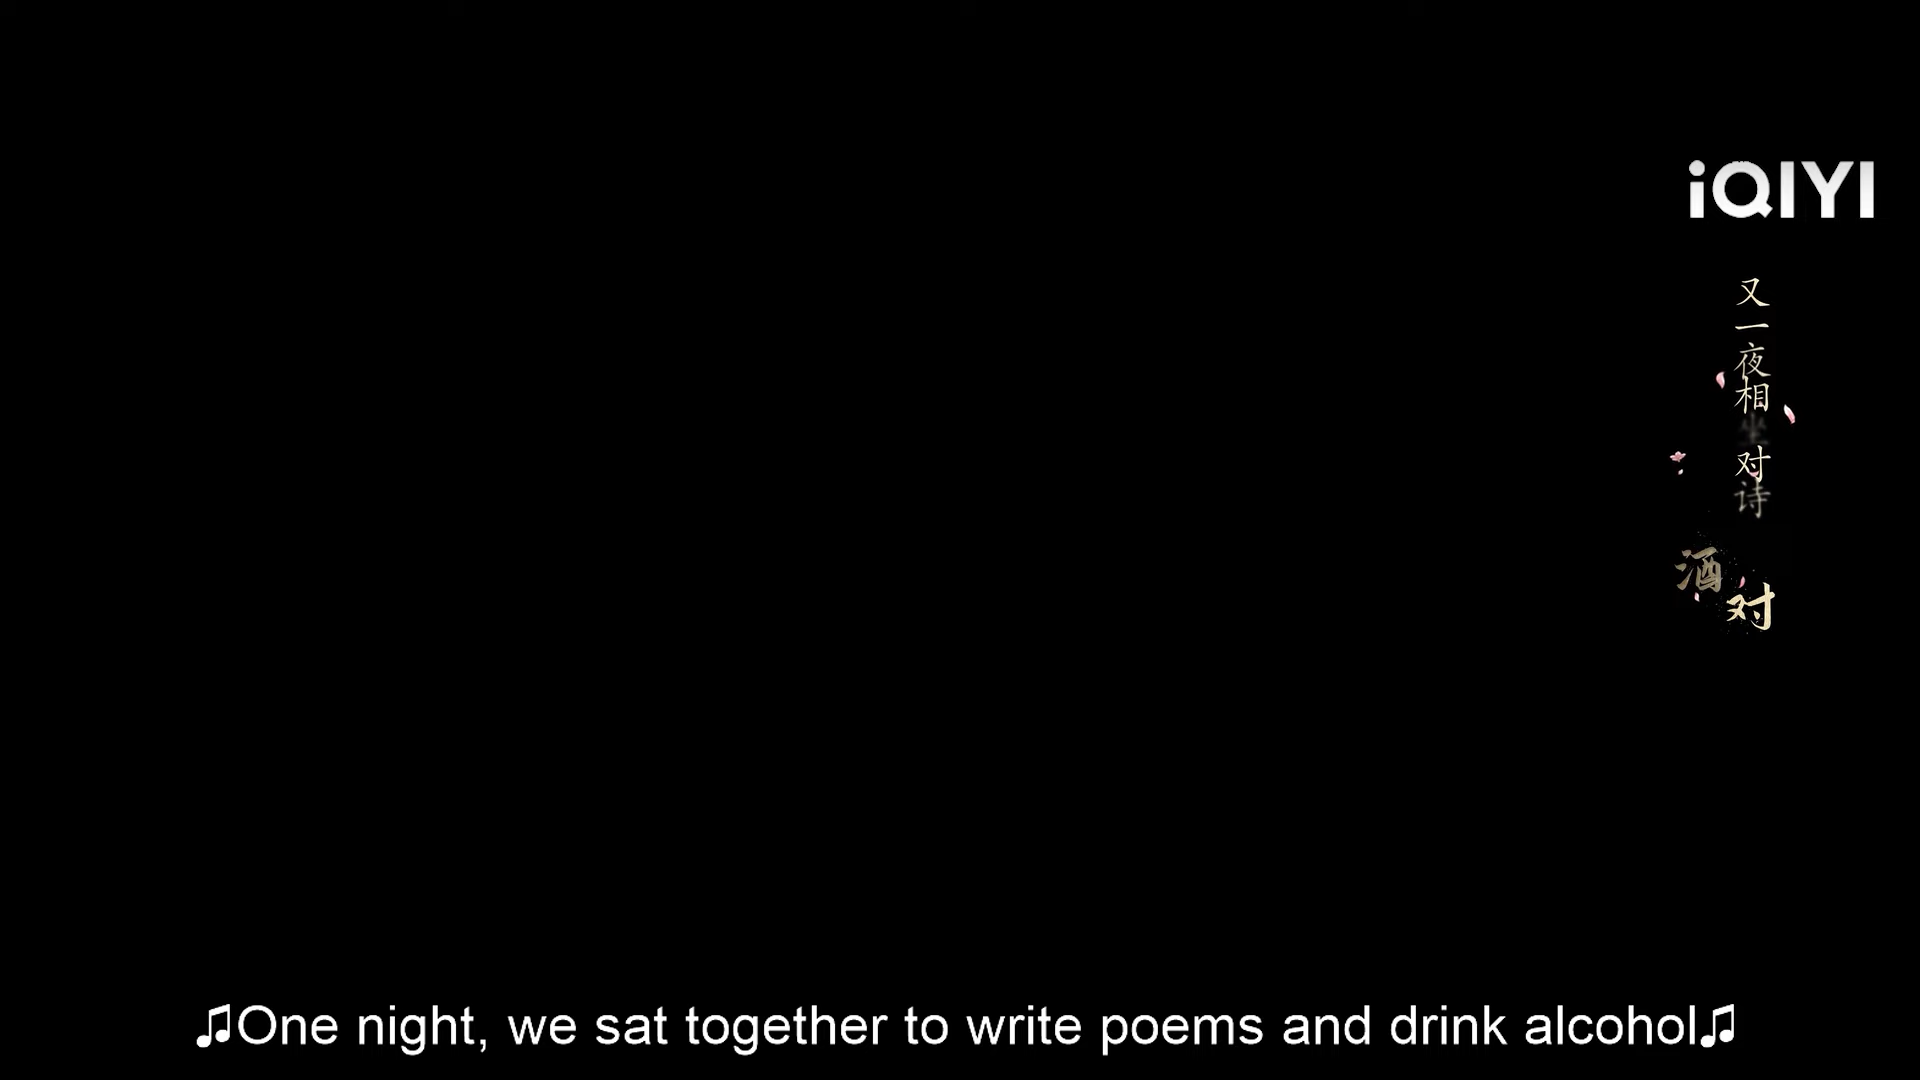 iQIYI
又一夜相坐对诗
对酒
♫One night, we sat together to write poems and drink alcohol♫